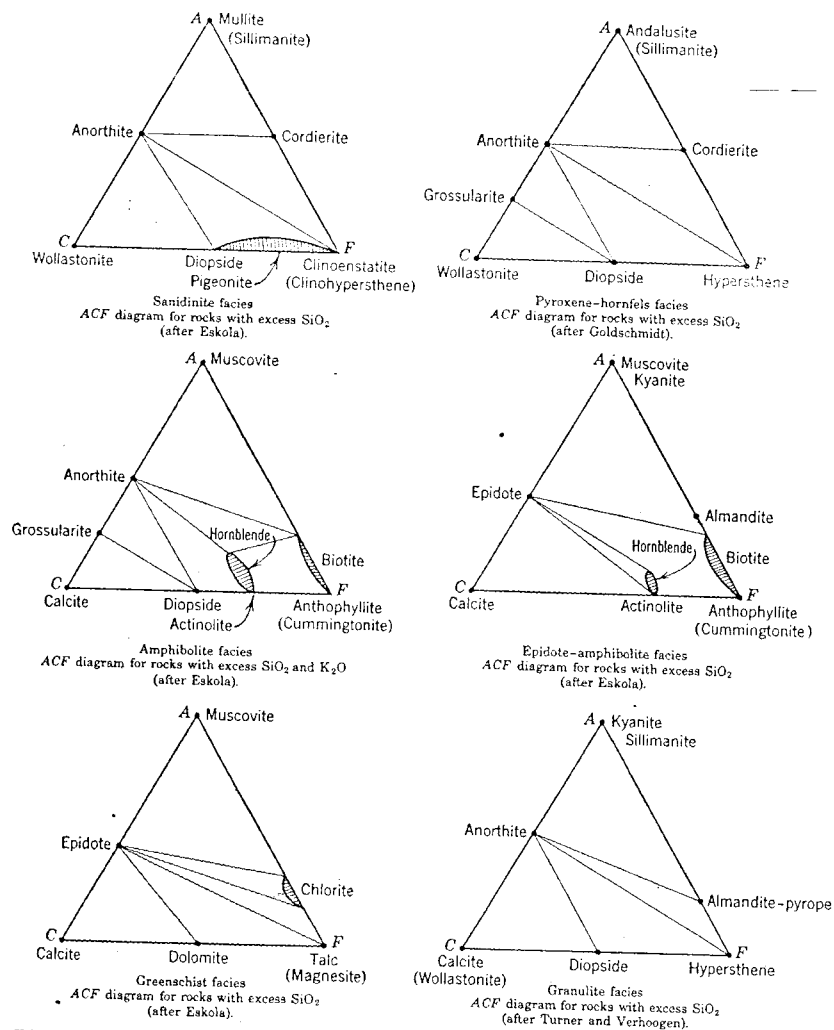 A Mullite
(Sillimanite)
Anorthite
Cordierite
C
Wollastonite
Diopside
Pigeonite
F
Clinoenstatite
(Clinohypersthene)
Sanidinite facies
ACF diagram for rocks with excess SiO₂
(after Eskola).
A Andalusite
(Sillimanite)
Anorthite
Cordierite
Grossularite
C
Wollastonite
Diopside
F
Hypersthene
Pyroxene-hornfels facies
ACF diagram for rocks with excess SiO₂
(after Goldschmidt).
A Muscovite
Anorthite
Grossularite
Hornblende
Biotite
C
Calcite
Diopside
Actinolite
F
Anthophyllite
(Cummingtonite)
Amphibolite facies
ACF diagram for rocks with excess SiO₂ and K₂O
(after Eskola).
A Muscovite
Kyanite
Epidote
Almandite
Hornblende
Biotite
C
Calcite
Actinolite
F
Anthophyllite
(Cummingtonite)
Epidote-amphibolite facies
ACF diagram for rocks with excess SiO₂
(after Eskola).
A Muscovite
Epidote
Chlorite
C
Calcite
Dolomite
F
Talc
(Magnesite)
Greenschist facies
ACF diagram for rocks with excess SiO₂
(after Eskola).
A Kyanite
Sillimanite
Anorthite
Almandite-pyrope
C
Calcite
(Wollastonite)
Diopside
F
Hypersthene
Granulite facies
ACF diagram for rocks with excess SiO₂
(after Turner and Verhoogen).